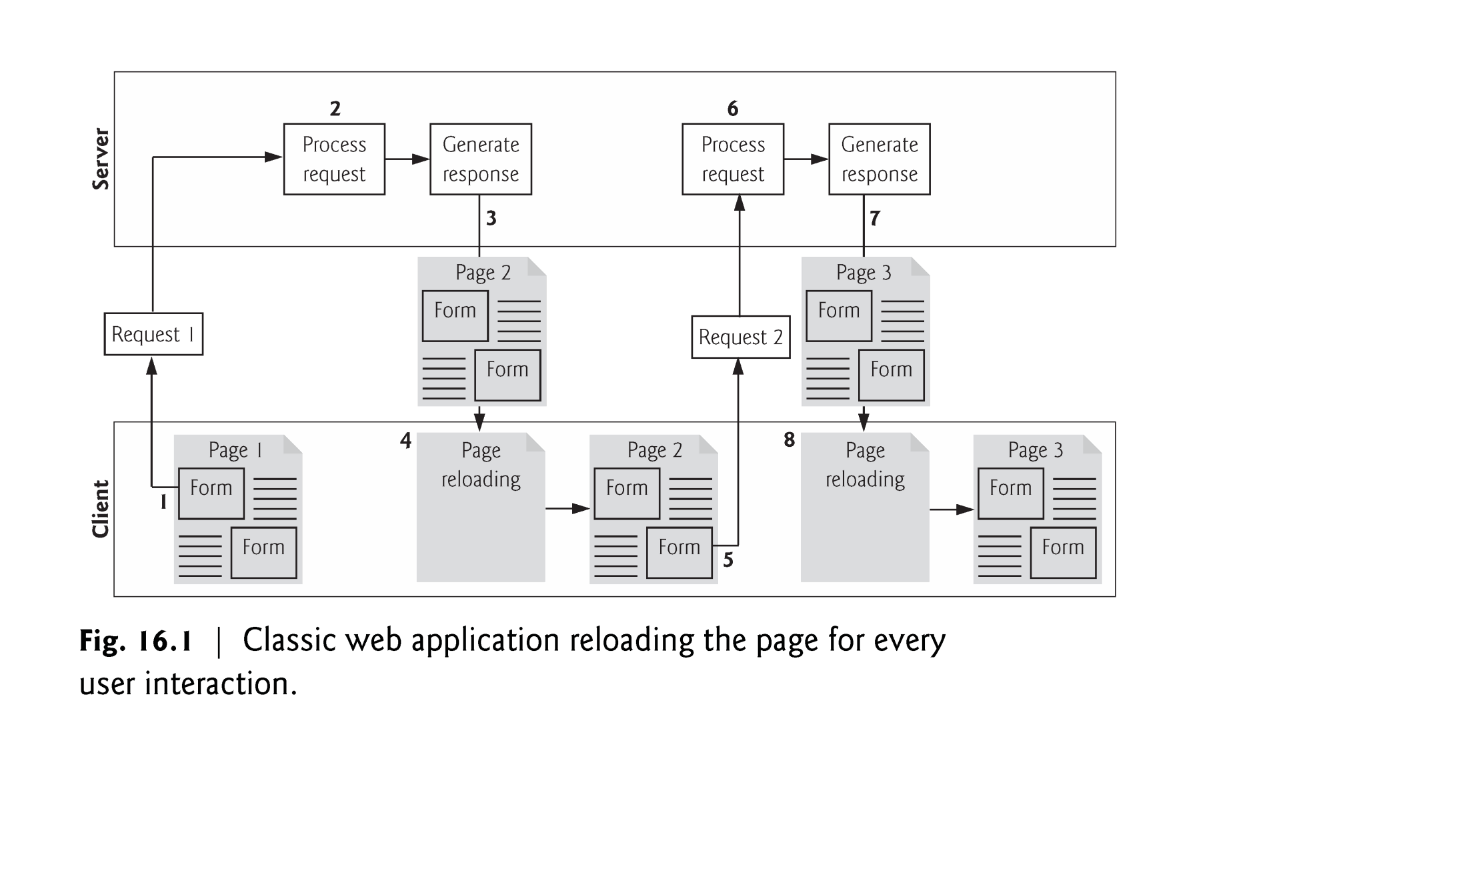 Server
2
Process
request
Generate
response
3
6
Process
request
Generate
response
7
Request 1
Page 2
Form
Form
Request 2
Page 3
Form
Form
Client
Page 1
Form
1
Form
4
Page
reloading
Page 2
Form
Form
5
8
Page
reloading
Page 3
Form
Form
Fig. 16.1 | Classic web application reloading the page for every
user interaction.